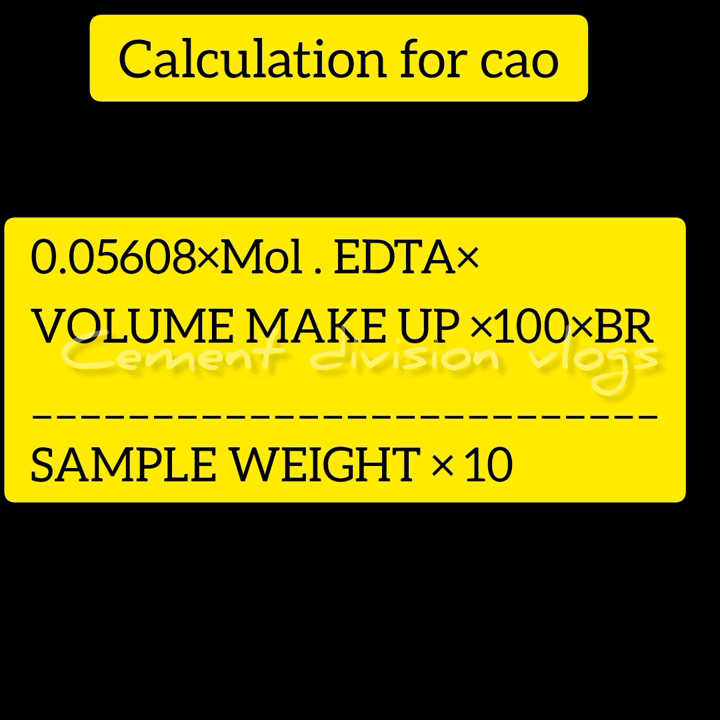 Calculation for cao
0.05608×Mol . EDTA×
VOLUME MAKE UP ×100×BR
Cement division vlogs
---------------------------
SAMPLE WEIGHT × 10